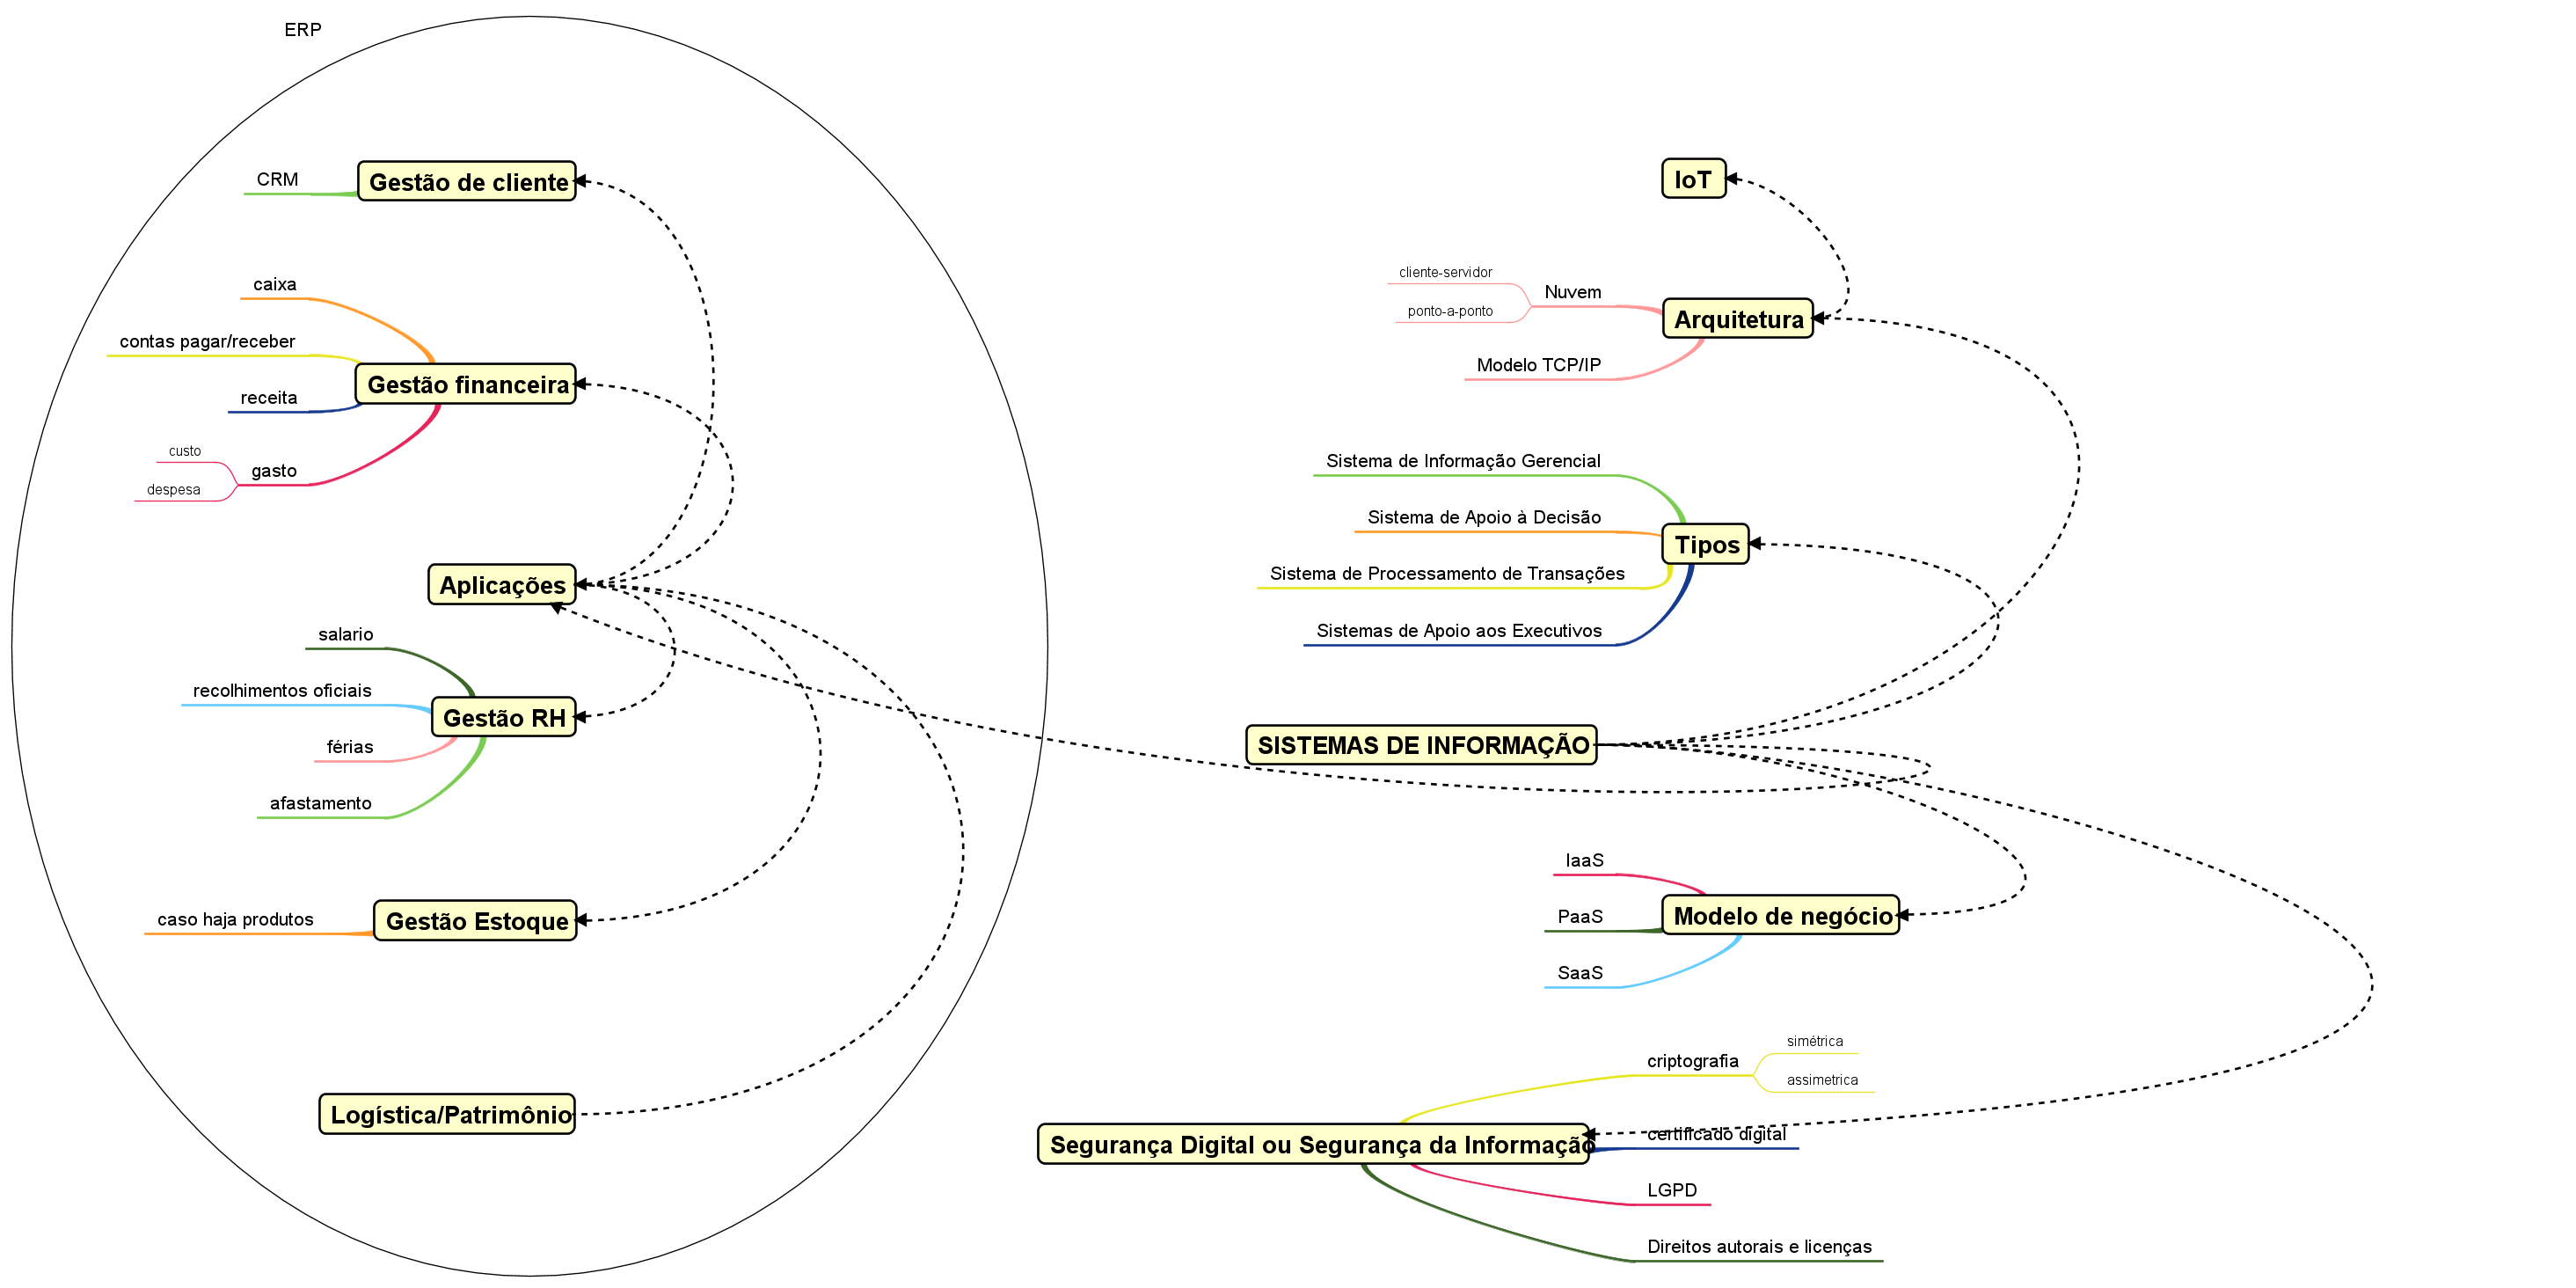 ERP
CRM
Gestão de cliente
caixa
contas pagar/receber
Gestão financeira
receita
custo
gasto
despesa
Aplicações
salario
recolhimentos oficiais
Gestão RH
férias
afastamento
caso haja produtos
Gestão Estoque
Logística/Patrimônio
IoT
cliente-servidor
Nuvem
ponto-a-ponto
Arquitetura
Modelo TCP/IP
Sistema de Informação Gerencial
Sistema de Apoio à Decisão
Tipos
Sistema de Processamento de Transações
Sistemas de Apoio aos Executivos
SISTEMAS DE INFORMAÇÃO
IaaS
PaaS
Modelo de negócio
SaaS
simétrica
criptografia
assimetrica
Segurança Digital ou Segurança da Informação
certificado digital
LGPD
Direitos autorais e licenças